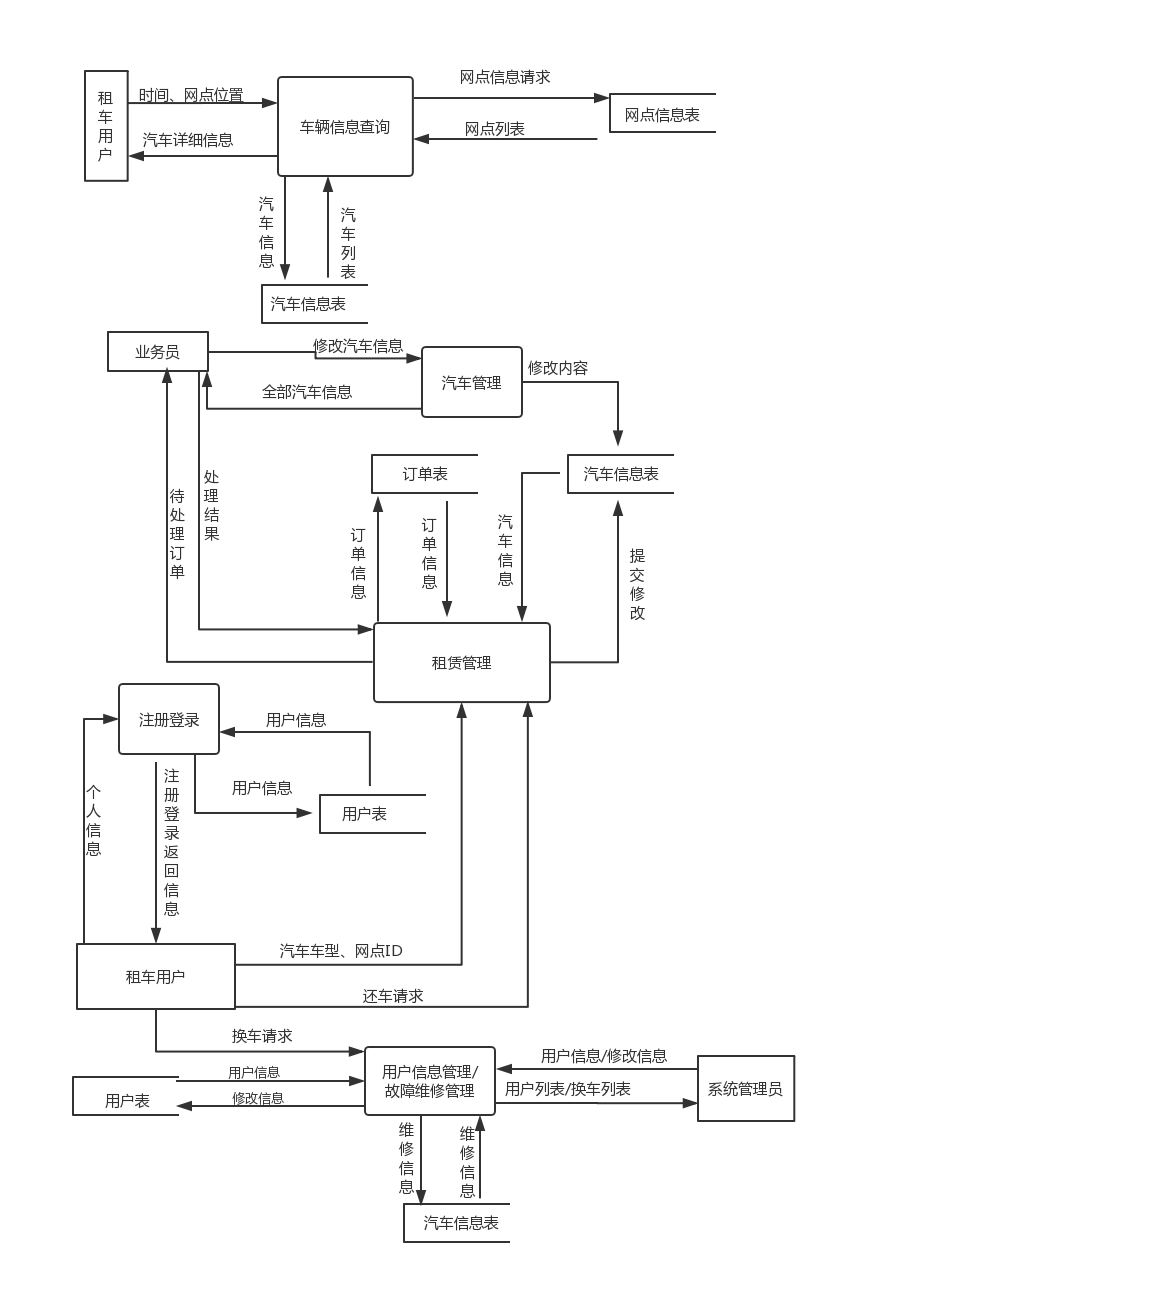 租车用户
时间、网点位置
汽车详细信息
车辆信息查询
网点信息请求
网点列表
网点信息表
汽车信息
汽车列表
汽车信息表
业务员
修改汽车信息
全部汽车信息
汽车管理
修改内容
待处理订单
处理结果
订单表
汽车信息表
订单信息
订单信息
汽车信息
提交修改
租赁管理
注册登录
用户信息
用户信息
用户表
个人信息
注册登录返回信息
租车用户
汽车车型、网点ID
还车请求
换车请求
用户信息
修改信息
用户表
用户信息管理/
故障维修管理
用户信息/修改信息
用户列表/换车列表
系统管理员
维修信息
维修信息
汽车信息表